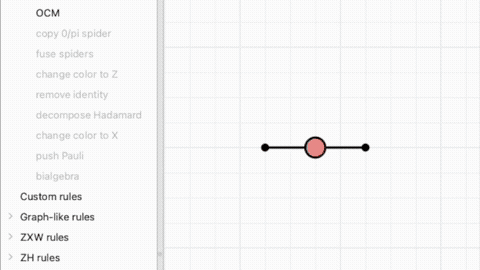 OCM
copy 0/pi spider
fuse spiders
change color to Z
remove identity
decompose Hadamard
change color to X
push Pauli
bialgebra
Custom rules
Graph-like rules
ZXW rules
ZH rules